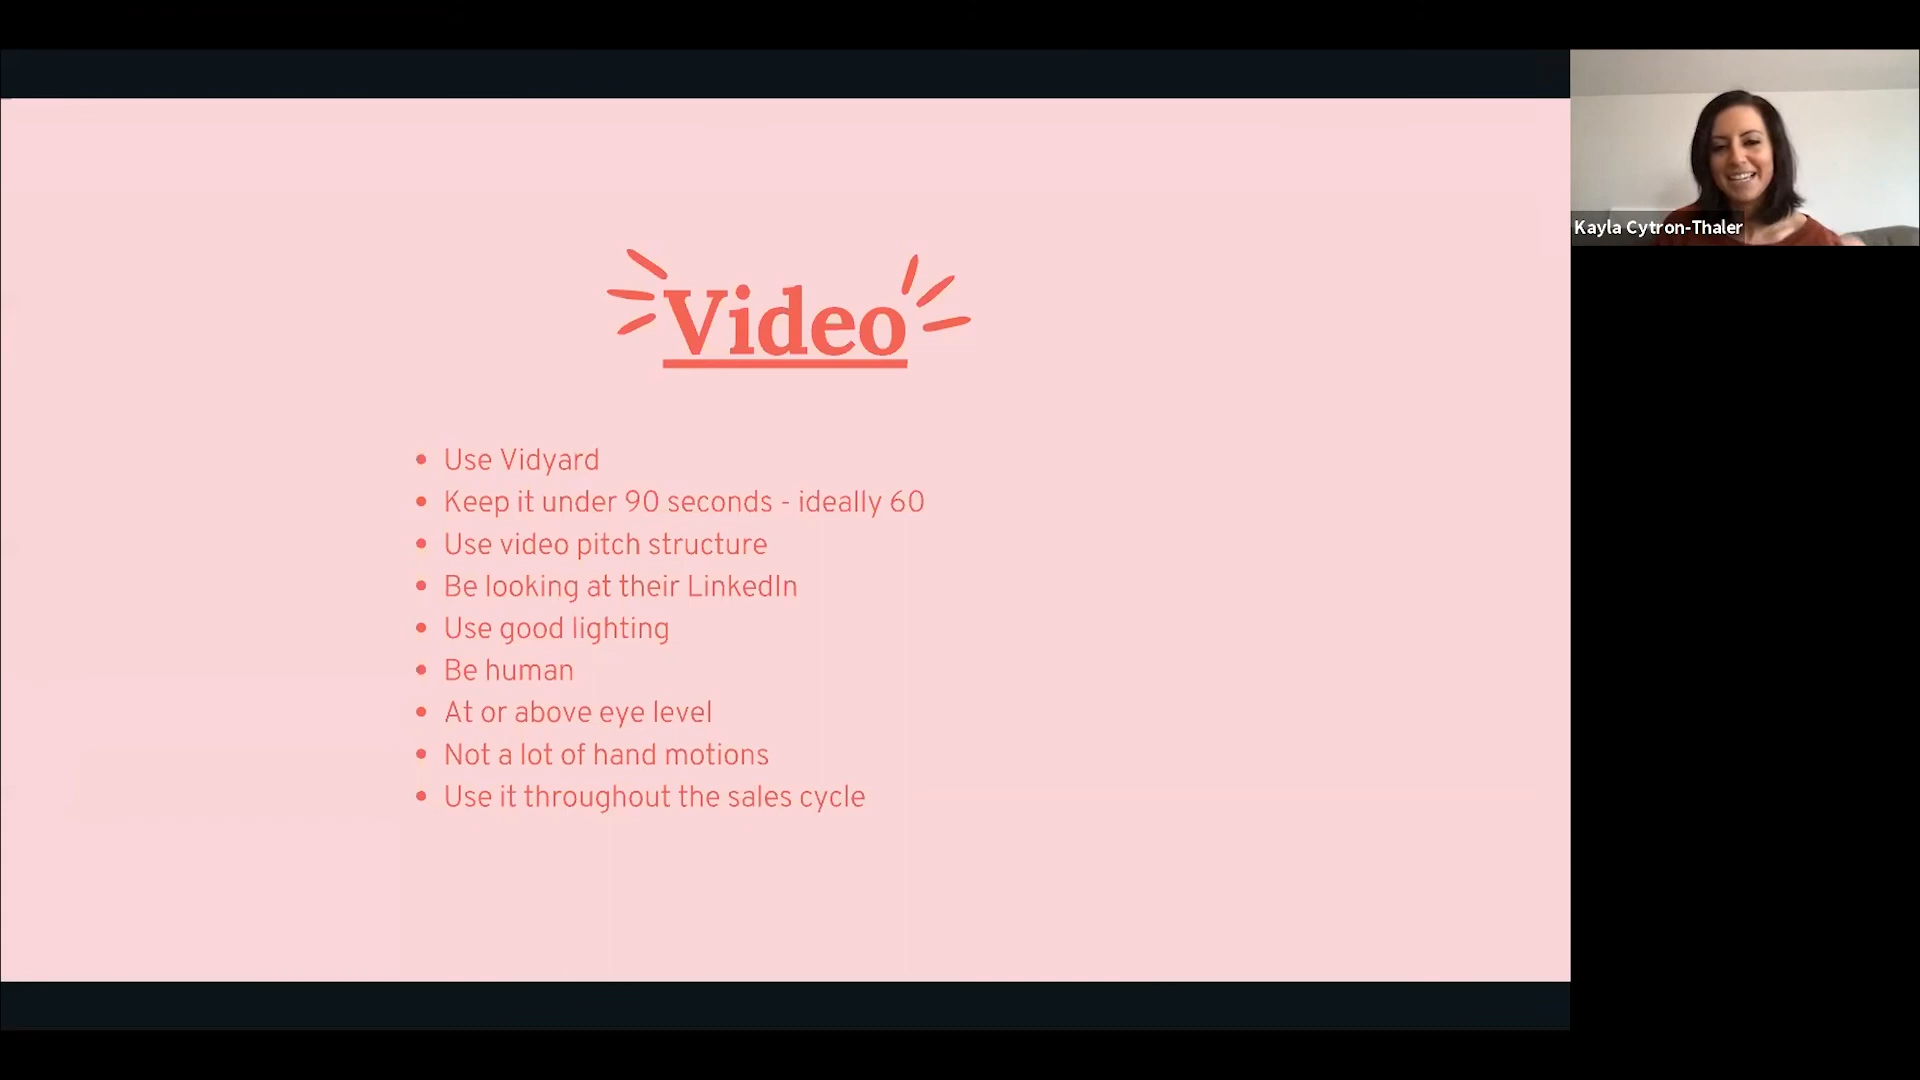 Video
Use Vidyard
Keep it under 90 seconds - ideally 60
Use video pitch structure
Be looking at their LinkedIn
Use good lighting
Be human
At or above eye level
Not a lot of hand motions
Use it throughout the sales cycle
Kayla Cytron-Thaler